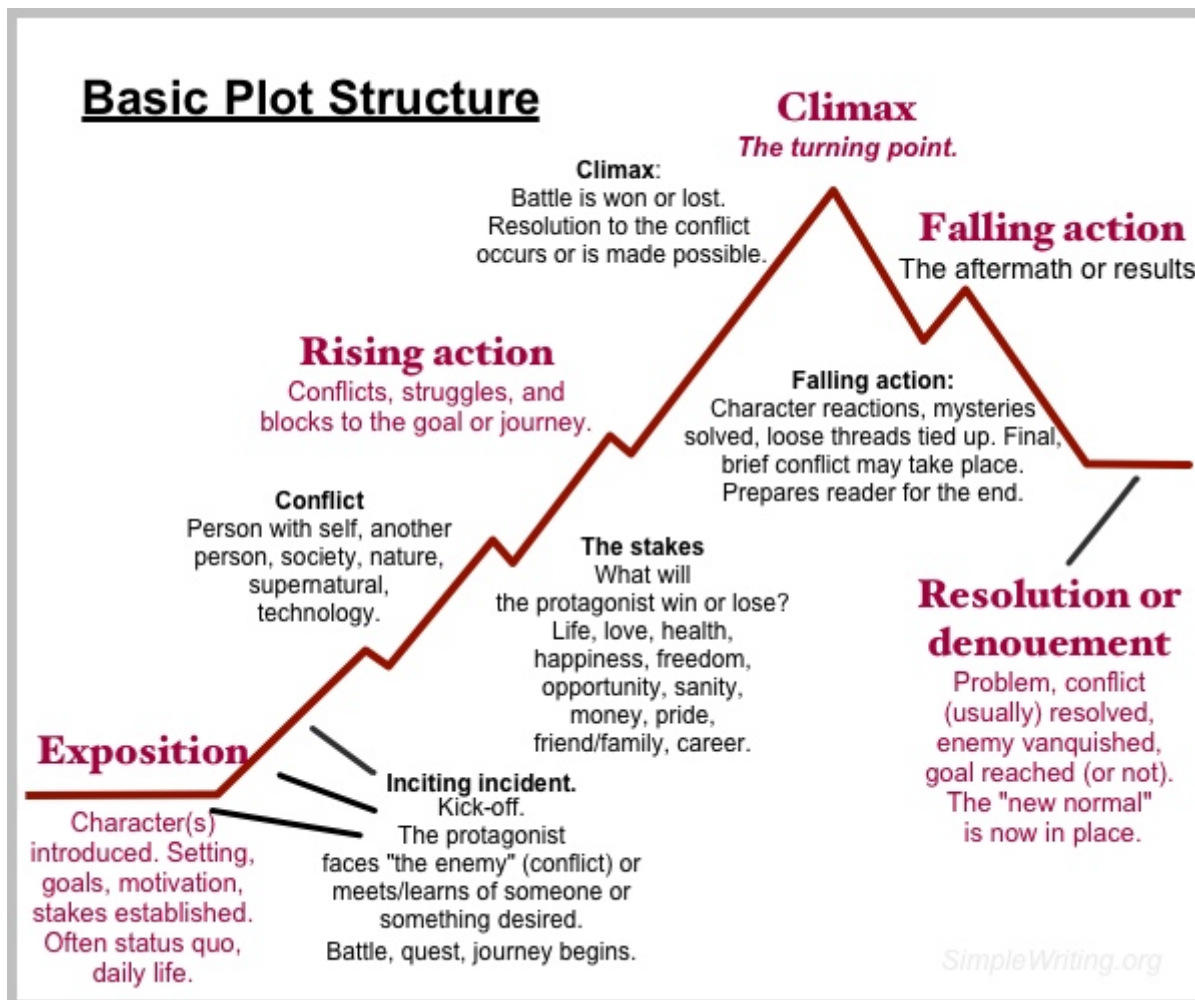 Basic Plot Structure
Climax
The turning point.
Climax:
Battle is won or lost.
Resolution to the conflict
occurs or is made possible.
Falling action
The aftermath or results
Rising action
Conflicts, struggles, and
blocks to the goal or journey.
Falling action:
Character reactions, mysteries
solved, loose threads tied up. Final,
brief conflict may take place.
Prepares reader for the end.
Conflict
Person with self, another
person, society, nature,
supernatural,
technology.
The stakes
What will
the protagonist win or lose?
Life, love, health,
happiness, freedom,
opportunity, sanity,
money, pride,
friend/family, career.
Resolution or
denouement
Problem, conflict
(usually) resolved,
enemy vanquished,
goal reached (or not).
The "new normal"
is now in place.
Exposition
Character(s)
introduced. Setting,
goals, motivation,
stakes established.
Often status quo,
daily life.
Inciting incident.
Kick-off.
The protagonist
faces "the enemy" (conflict) or
meets/learns of someone or
something desired.
Battle, quest, journey begins.
SimpleWriting.org